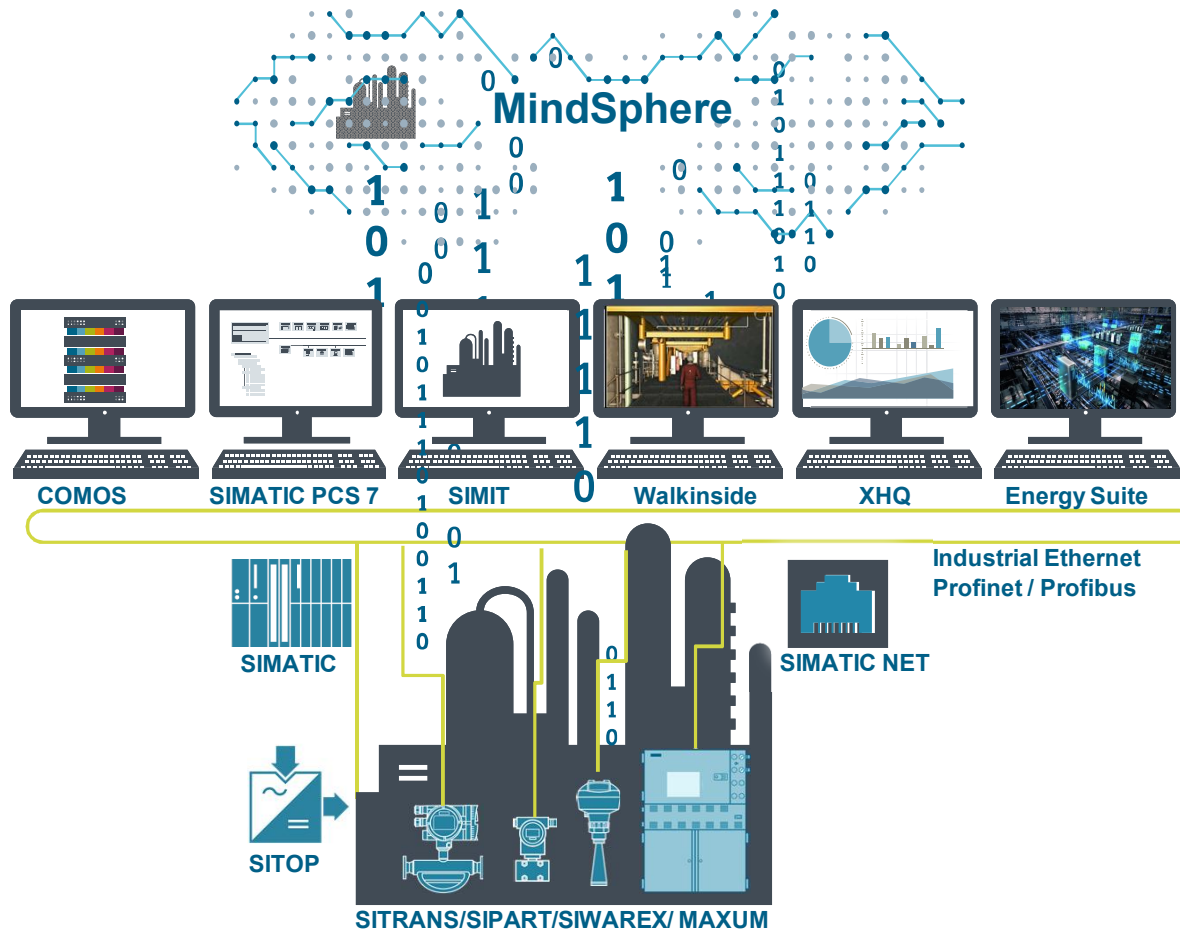 MindSphere
COMOS
SIMATIC PCS 7
SIMIT
Walkinside
XHQ
Energy Suite
Industrial Ethernet
Profinet / Profibus
SIMATIC
SIMATIC NET
SITOP
SITRANS/SIPART/SIWAREX/ MAXUM